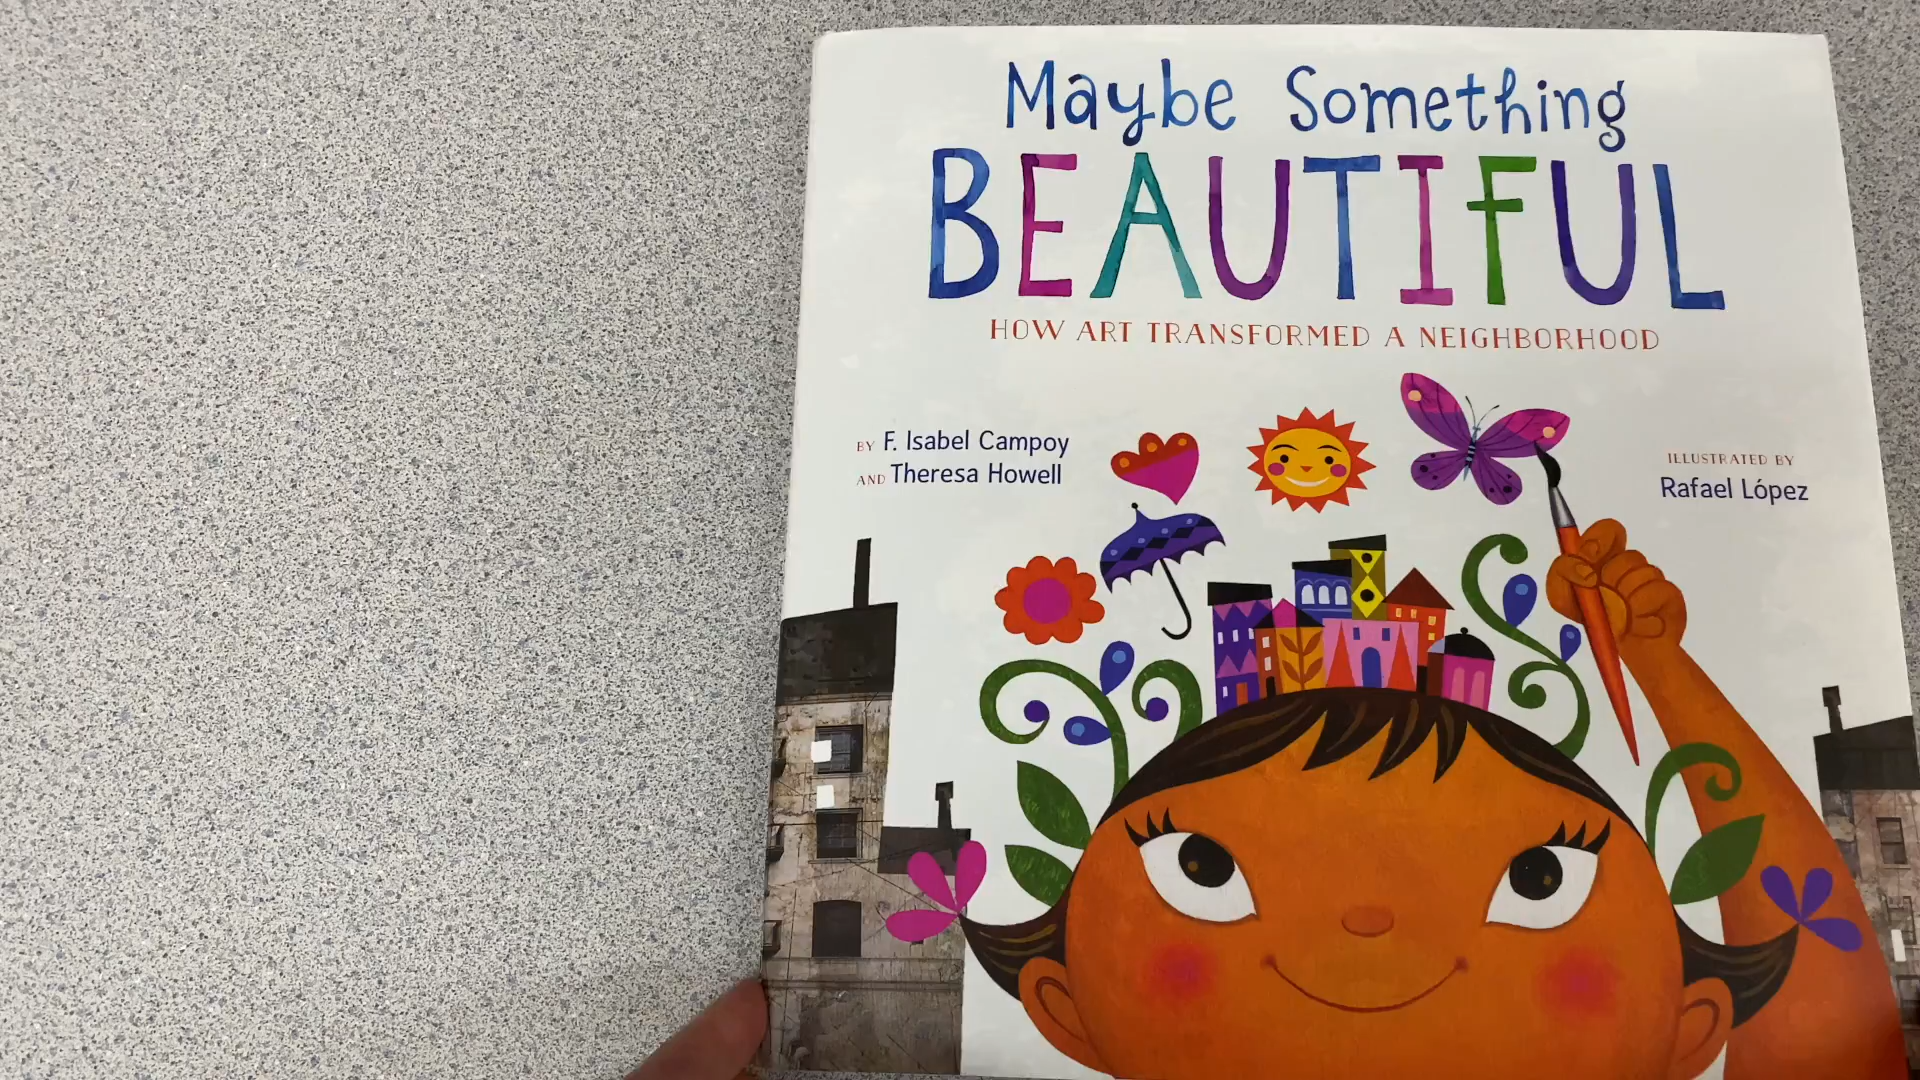 Maybe Something
BEAUTIFUL
HOW ART TRANSFORMED A NEIGHBORHOOD
BY F. Isabel Campoy
AND Theresa Howell
ILLUSTRATED BY
Rafael López